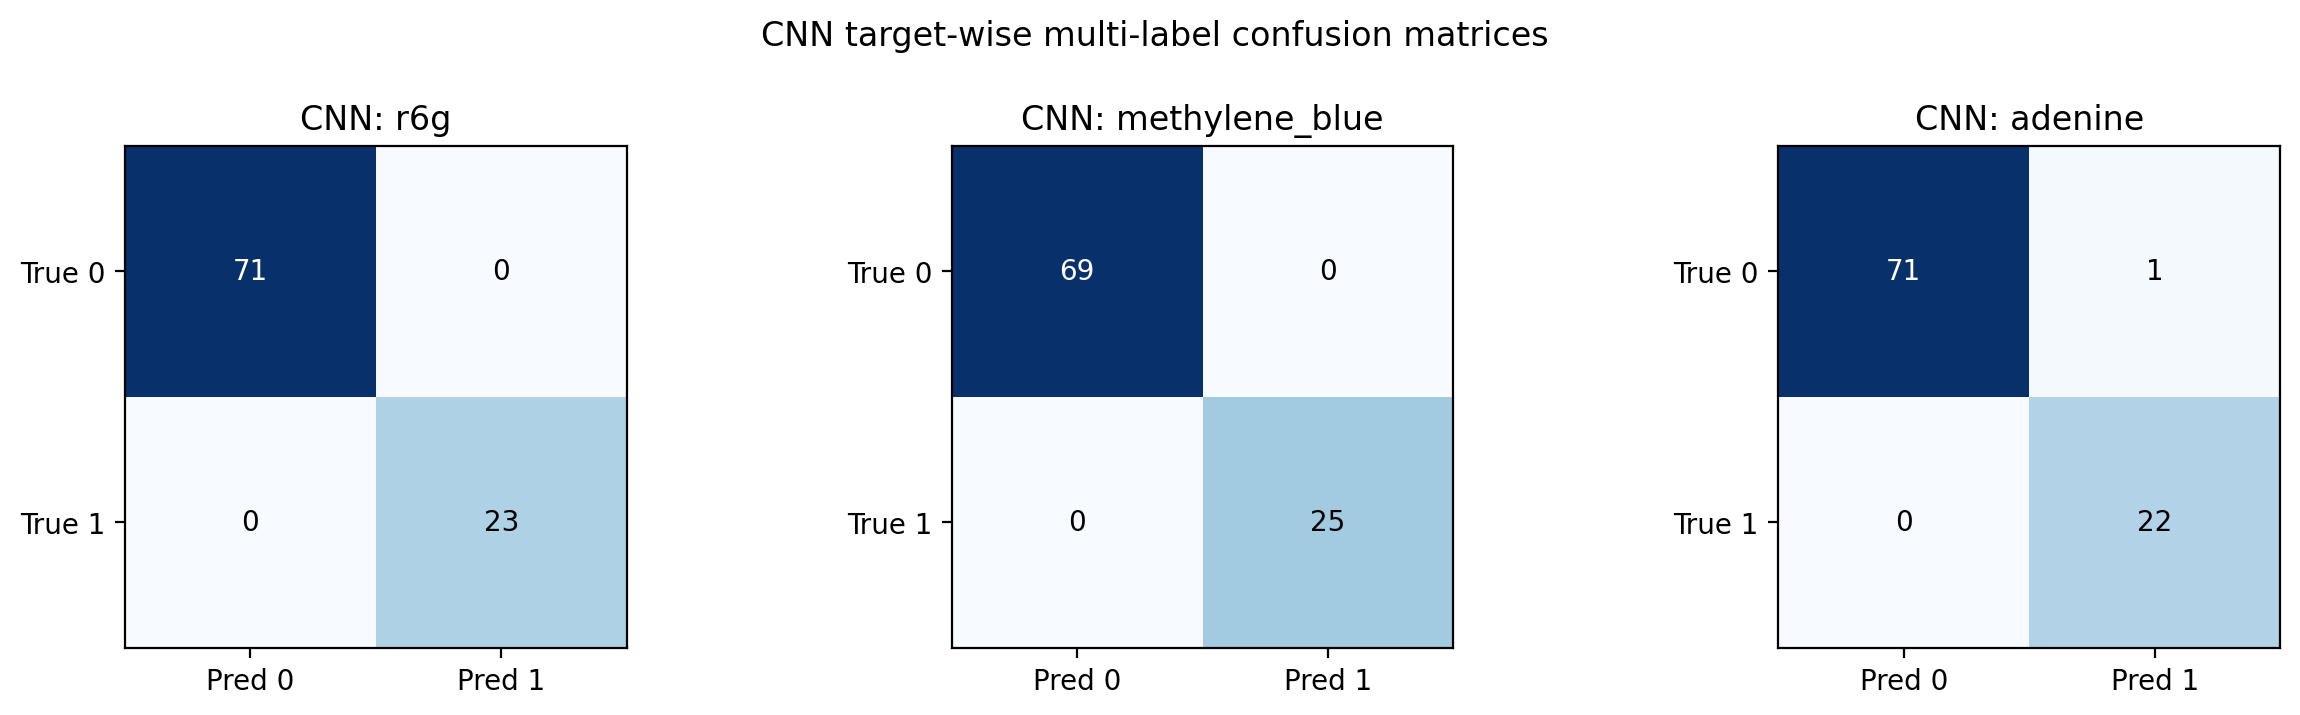 CNN target-wise multi-label confusion matrices
CNN: r6g
True 0
71
0
True 1
0
23
Pred 0
Pred 1
CNN: methylene_blue
True 0
69
0
True 1
0
25
Pred 0
Pred 1
CNN: adenine
True 0
71
1
True 1
0
22
Pred 0
Pred 1